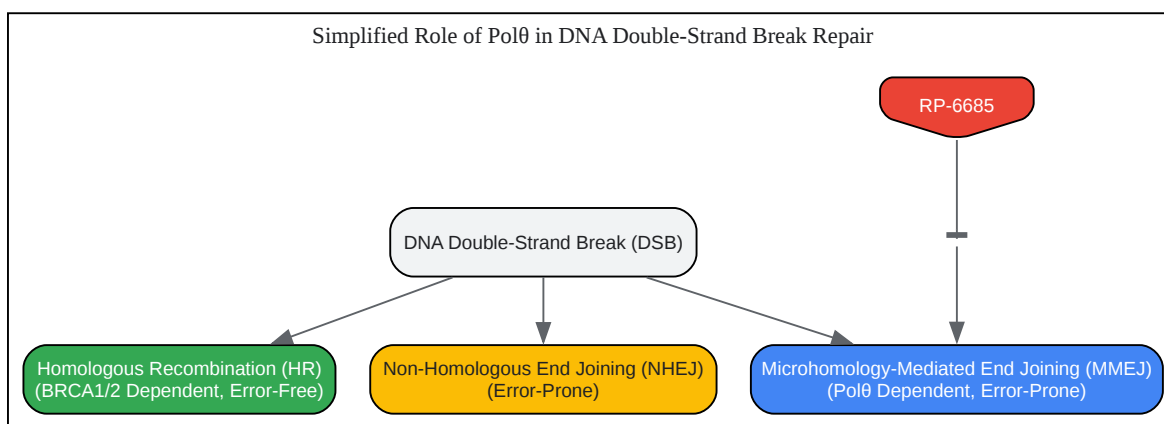 Simplified Role of Polθ in DNA Double-Strand Break Repair
RP-6685
DNA Double-Strand Break (DSB)
Homologous Recombination (HR)
(BRCA1/2 Dependent, Error-Free)
Non-Homologous End Joining (NHEJ)
(Error-Prone)
Microhomology-Mediated End Joining (MMEJ)
(Polθ Dependent, Error-Prone)